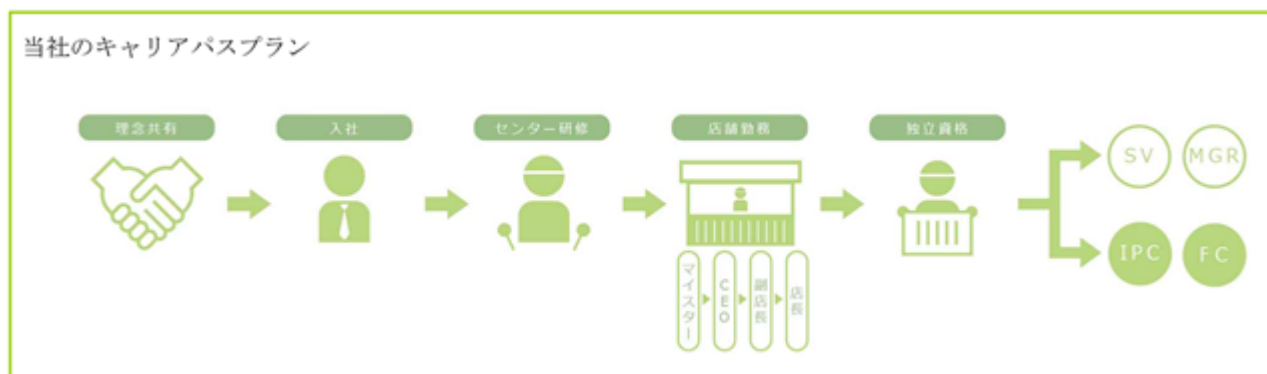 当社のキャリアパスプラン
理念共有
入社
センター研修
店舗勤務
独立資格
SV
MGR
IPC
FC
マイスター
CEO
副店長
店長